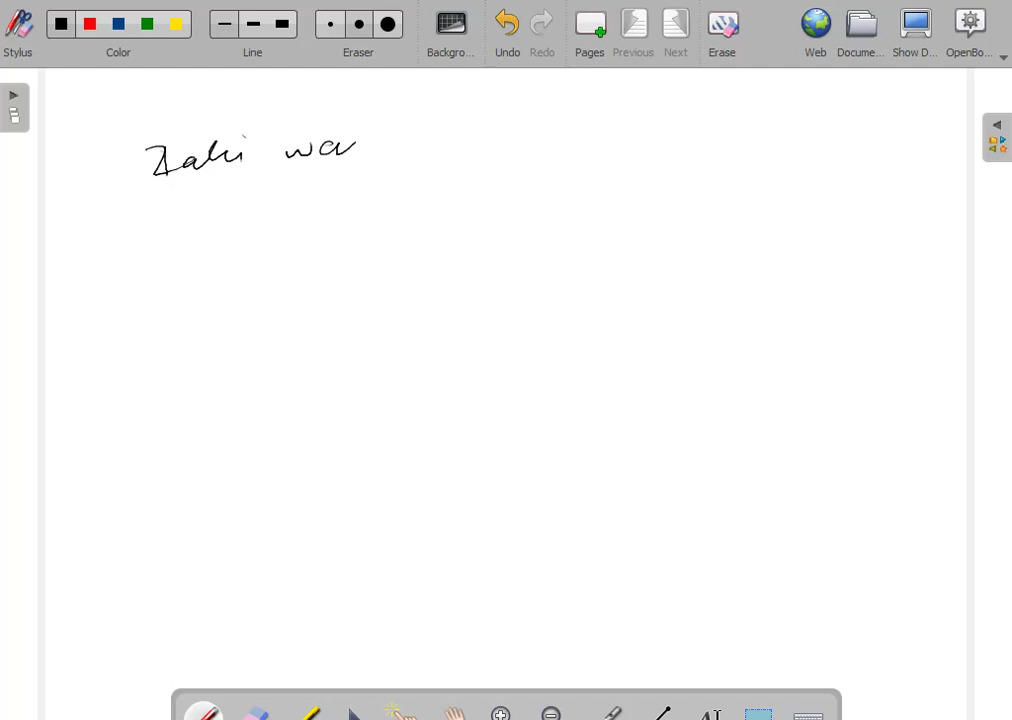 Stylus
Color
Line
Eraser
Backgro...
Undo
Redo
Pages
Previous
Next
Erase
Web
Docume...
Show D...
OpenBo...
wa